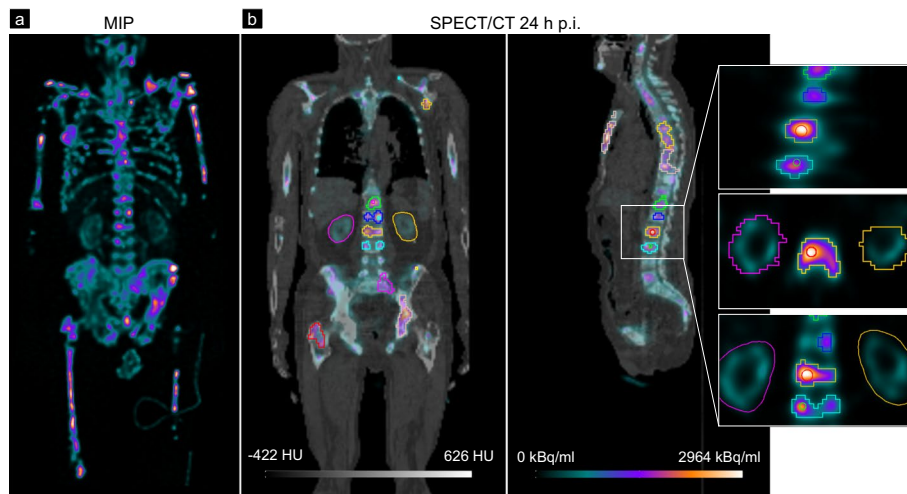 a
MIP
b
SPECT/CT 24 h p.i.
-422 HU
626 HU
0 kBq/ml
2964 kBq/ml